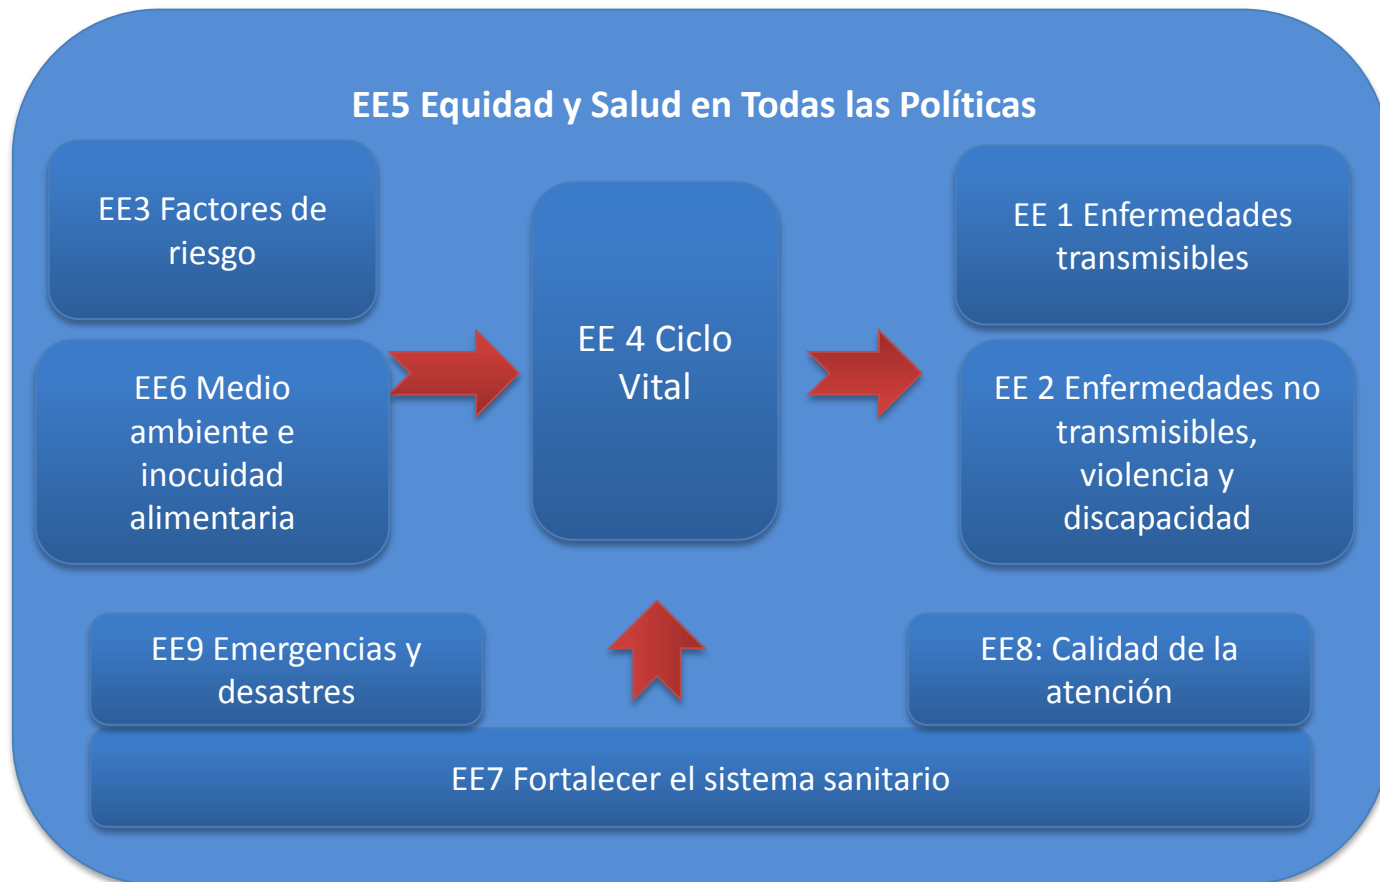 EE5 Equidad y Salud en Todas las Políticas
EE3 Factores de
riesgo
EE6 Medio
ambiente e
inocuidad
alimentaria
EE 4 Ciclo
Vital
EE 1 Enfermedades
transmisibles
EE 2 Enfermedades no
transmisibles,
violencia y
discapacidad
EE9 Emergencias y
desastres
EE8: Calidad de la
atención
EE7 Fortalecer el sistema sanitario